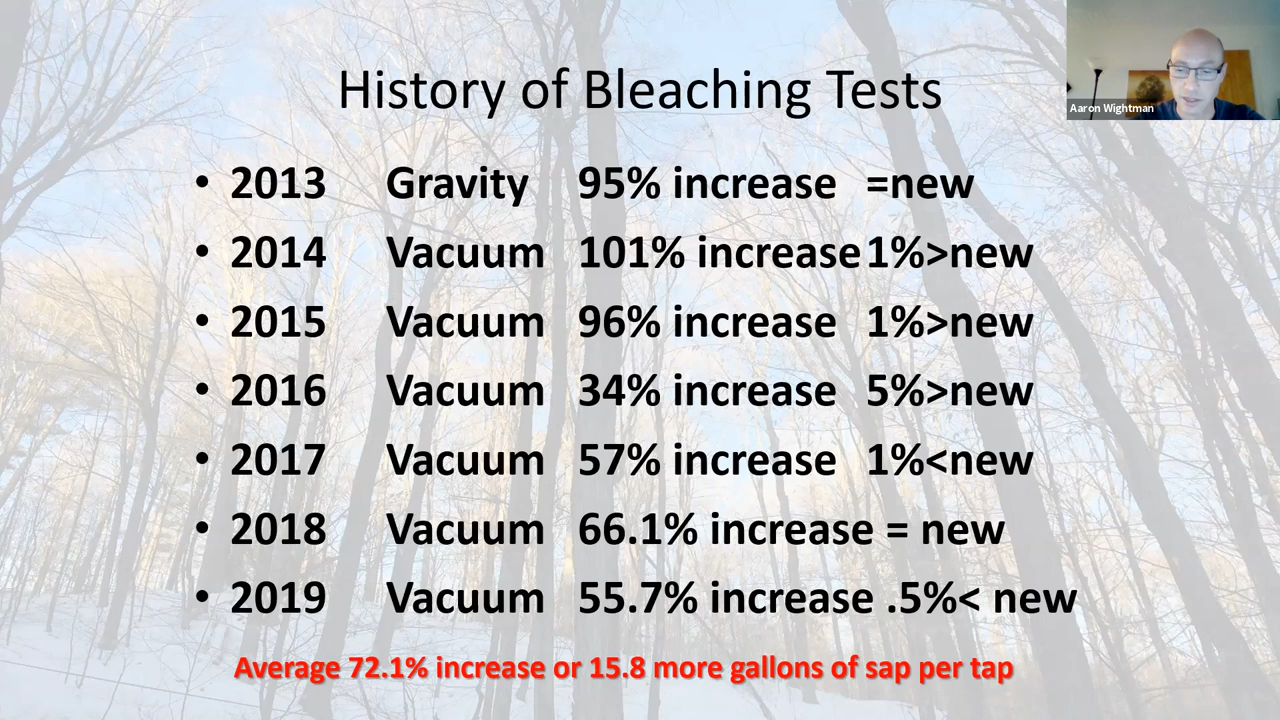 History of Bleaching Tests
Aaron Wightman
• 2013 Gravity 95% increase =new
• 2014 Vacuum 101% increase 1%>new
• 2015 Vacuum 96% increase 1%>new
• 2016 Vacuum 34% increase 5%>new
• 2017 Vacuum 57% increase 1%<new
• 2018 Vacuum 66.1% increase = new
• 2019 Vacuum 55.7% increase .5%< new
Average 72.1% increase or 15.8 more gallons of sap per tap